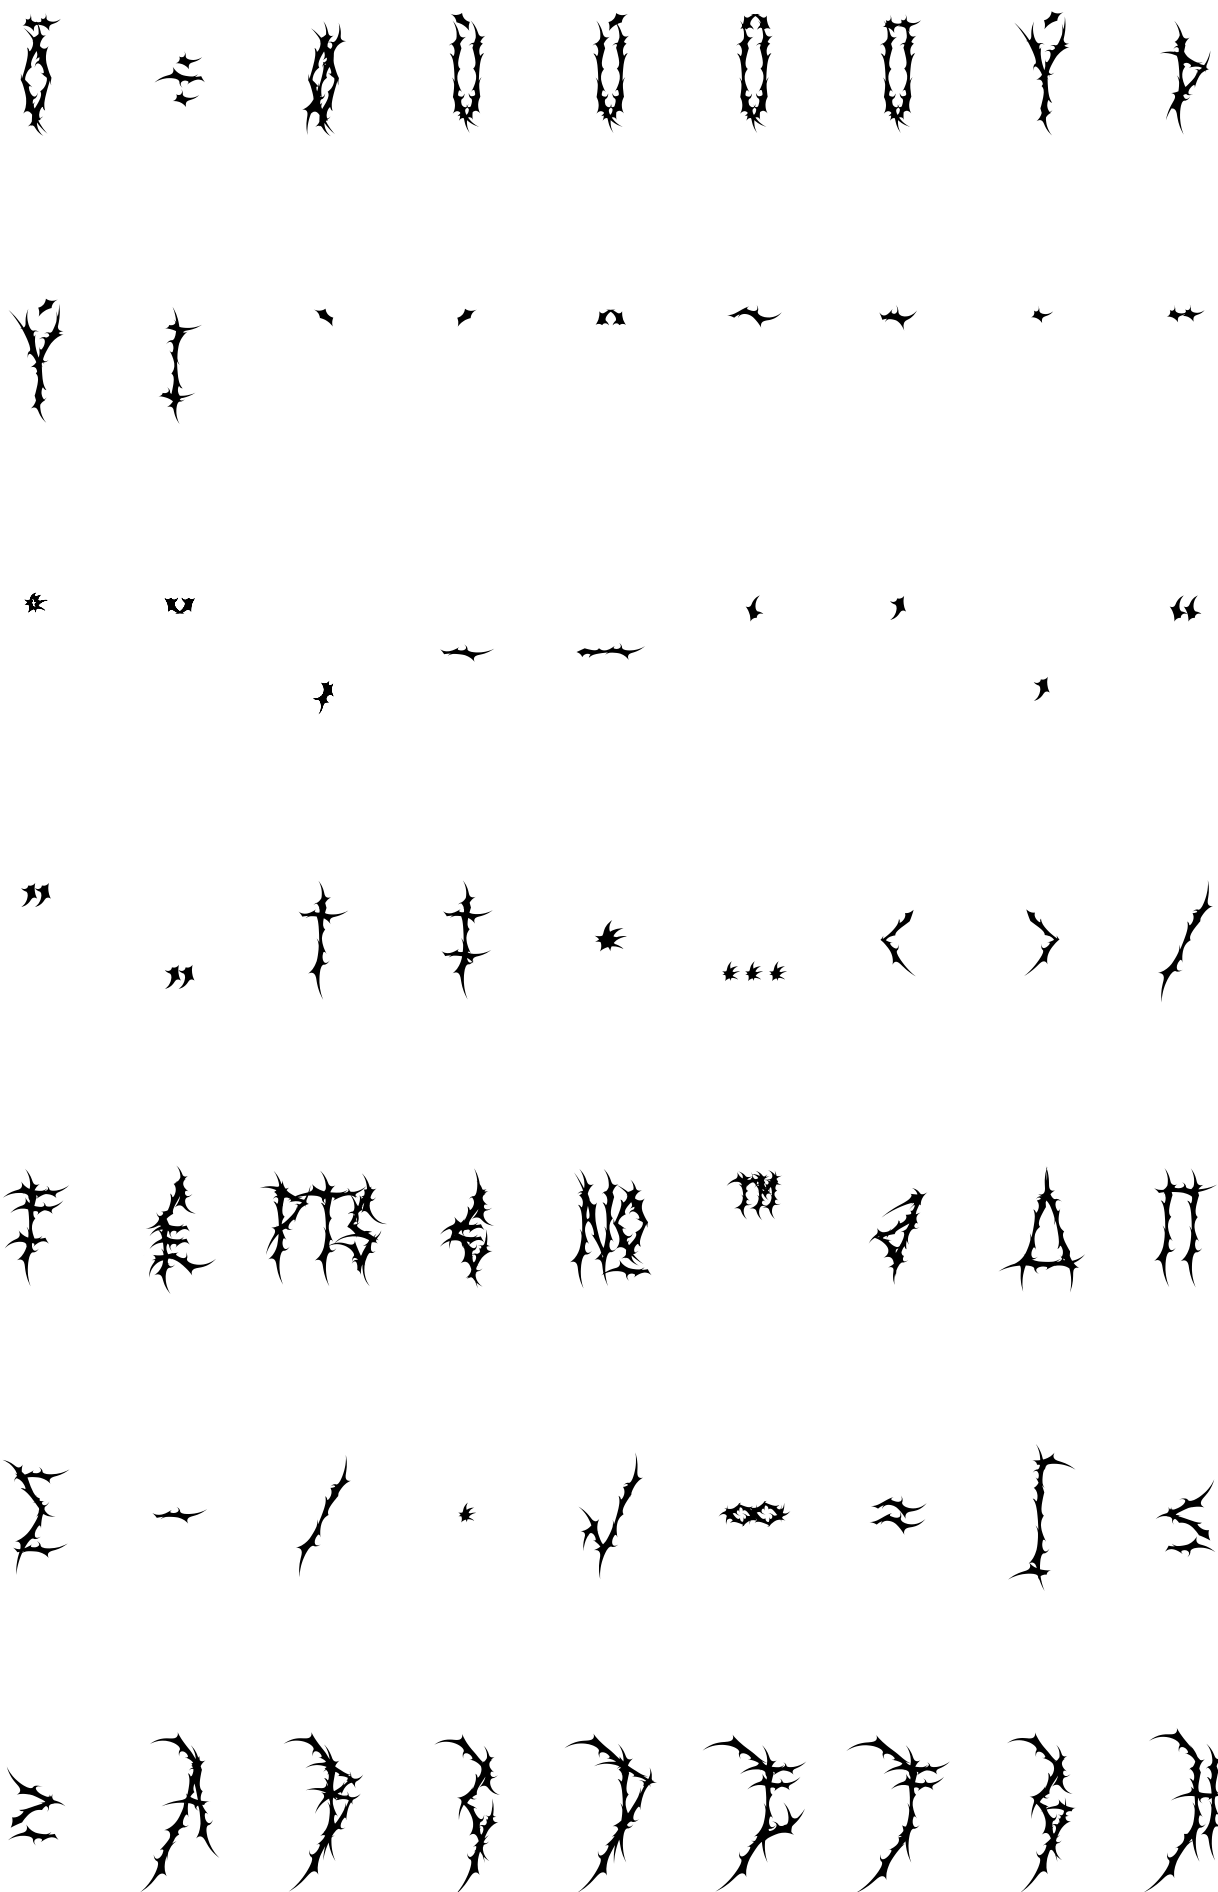 ö ÷ ø ù ú û ü ý þ
ÿ ı ` ´ ˆ ˜ ˘ ˙ ¨
˚ ˇ ¸ – — ‘ ’ ‚ “
” „ † ‡ • … ‹ › ⁄
₣ ₤ ₧ € № ™ ∂ ∆ ∏
∑ − ∕ ∙ √ ∞ ≈ ∫ ≤
≥ A B C D E F G H